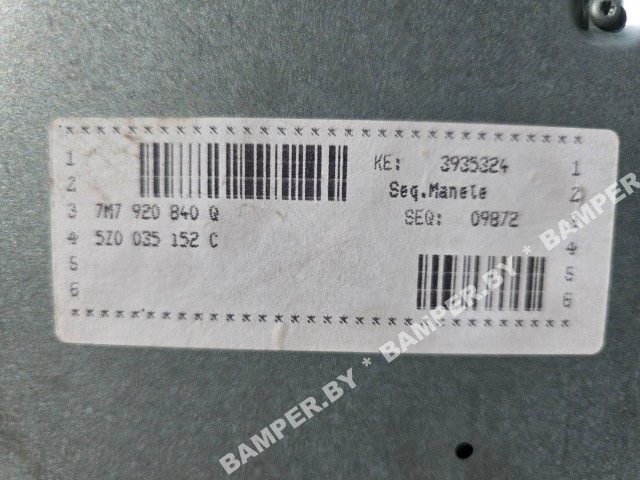 ************************************
1 KE: 3935324 1
2 Seq.Manele 2
3 7M7 920 840 Q SEQ: 09872 3
4 5Z0 035 152 C 4
5 5
6 6
************************************
BAMPER.BY * BAMPER.BY * BAMPER.BY